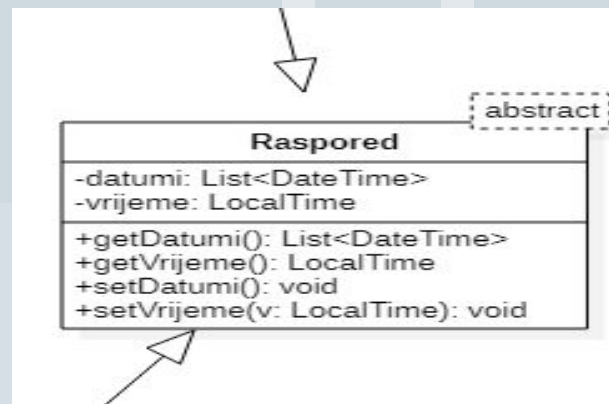 abstract
Raspored
-datumi: List<DateTime>
-vrijeme: LocalTime
+getDatumi(): List<DateTime>
+getVrijeme(): LocalTime
+setDatumi(): void
+setVrijeme(v: LocalTime): void